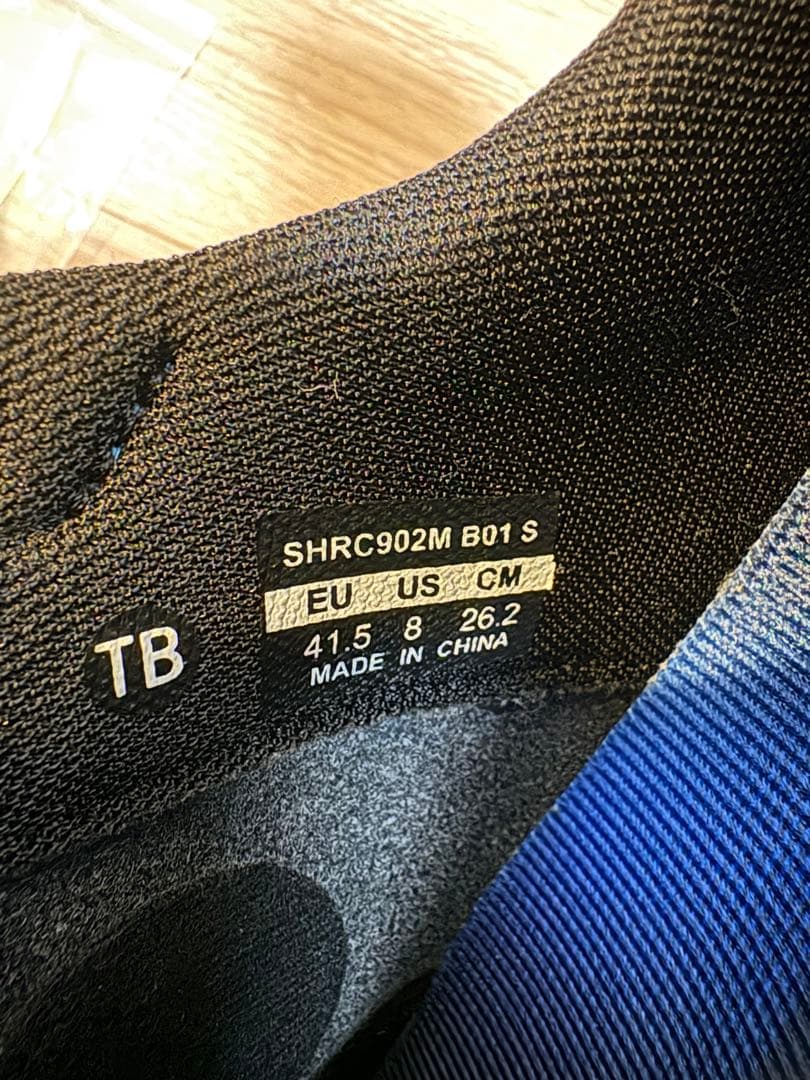 SHRC902M B01 S
EU US CM
41.5 8 26.2
MADE IN CHINA
TB